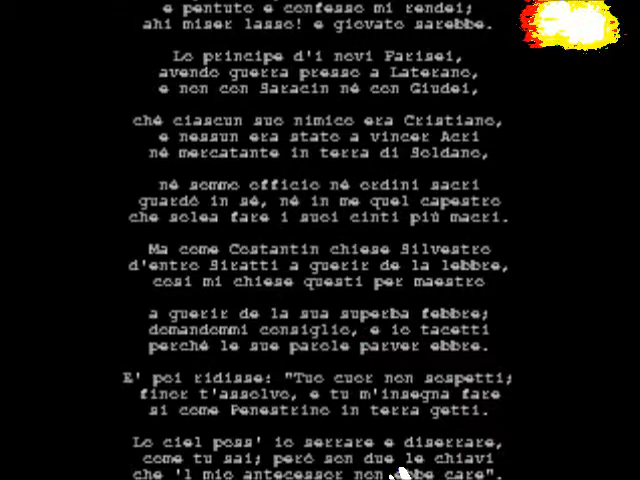 e pentuto e confesso mi rendei;
ahi miser lasso! e giovato sarebbe.
Lo principe d'i novi Farisei,
avendo guerra presso a Laterano,
e non con Saracin né con Giudei,
ché ciascun suo nimico era Cristiano,
e nessun era stato a vincer Acri
né mercatante in terra di Soldano,
né sommo officio né ordini sacri
guardò in sé, né in me quel capestro
che solea fare i suoi cinti più macri.
Ma come Costantin chiese Silvestro
d'entro Siratti a guerir de la lebbre,
così mi chiese questi per maestro
a guerir de la sua superba febbre;
domandommi consiglio, e io tacetti
perché le sue parole parver ebbre.
E' poi ridisse: "Tuo cuor non sospetti;
finor t'assolvo, e tu m'insegna fare
sì come Penestrino in terra getti.
Lo ciel poss' io serrare e diserrare,
come tu sai; però son due le chiavi
che 'l mio antecessor non ebbe care".